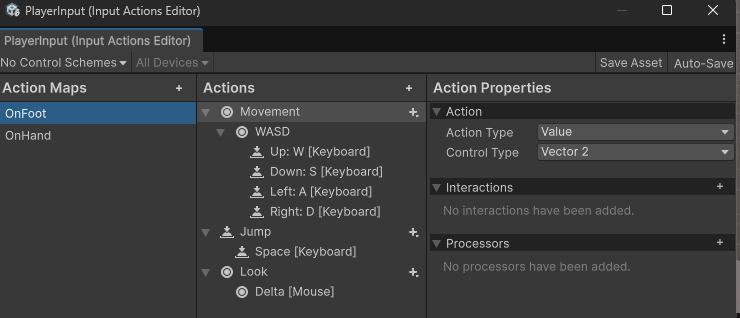 PlayerInput (Input Actions Editor)
PlayerInput (Input Actions Editor)
No Control Schemes All Devices Save Asset Auto-Save
Action Maps + Actions + Action Properties
OnFoot Movement + Action
OnHand WASD Action Type Value
Up: W [Keyboard] Control Type Vector 2
Down: S [Keyboard]
Left: A [Keyboard] Interactions +
Right: D [Keyboard] No interactions have been added.
Jump +
Space [Keyboard] Processors +
Look + No processors have been added.
Delta [Mouse]